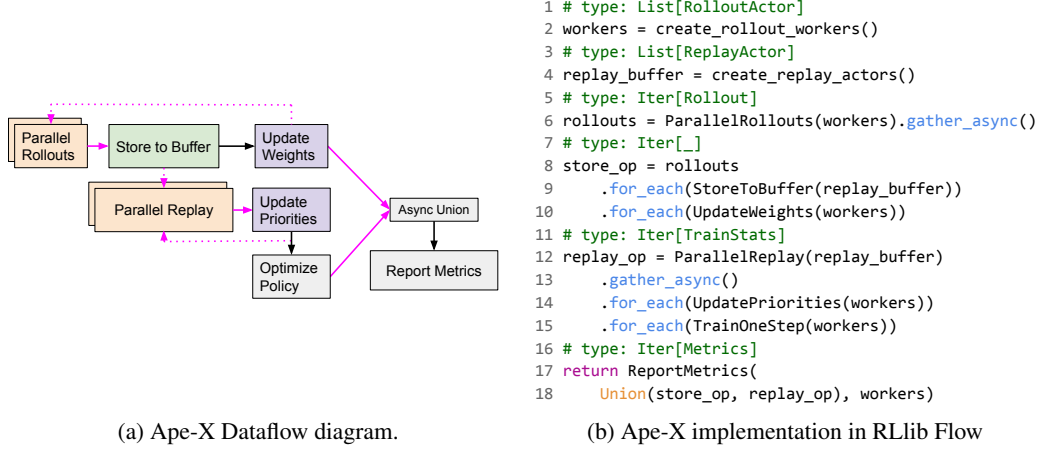 Parallel
Rollouts
Store to Buffer
Update
Weights
Parallel Replay
Update
Priorities
Async Union
Optimize
Policy
Report Metrics
(a) Ape-X Dataflow diagram.
1 # type: List[RolloutActor]
2 workers = create_rollout_workers()
3 # type: List[ReplayActor]
4 replay_buffer = create_replay_actors()
5 # type: Iter[Rollout]
6 rollouts = ParallelRollouts(workers).gather_async()
7 # type: Iter[_]
8 store_op = rollouts
9     .for_each(StoreToBuffer(replay_buffer))
10     .for_each(UpdateWeights(workers))
11 # type: Iter[TrainStats]
12 replay_op = ParallelReplay(replay_buffer)
13     .gather_async()
14     .for_each(UpdatePriorities(workers))
15     .for_each(TrainOneStep(workers))
16 # type: Iter[Metrics]
17 return ReportMetrics(
18     Union(store_op, replay_op), workers)
(b) Ape-X implementation in RLlib Flow